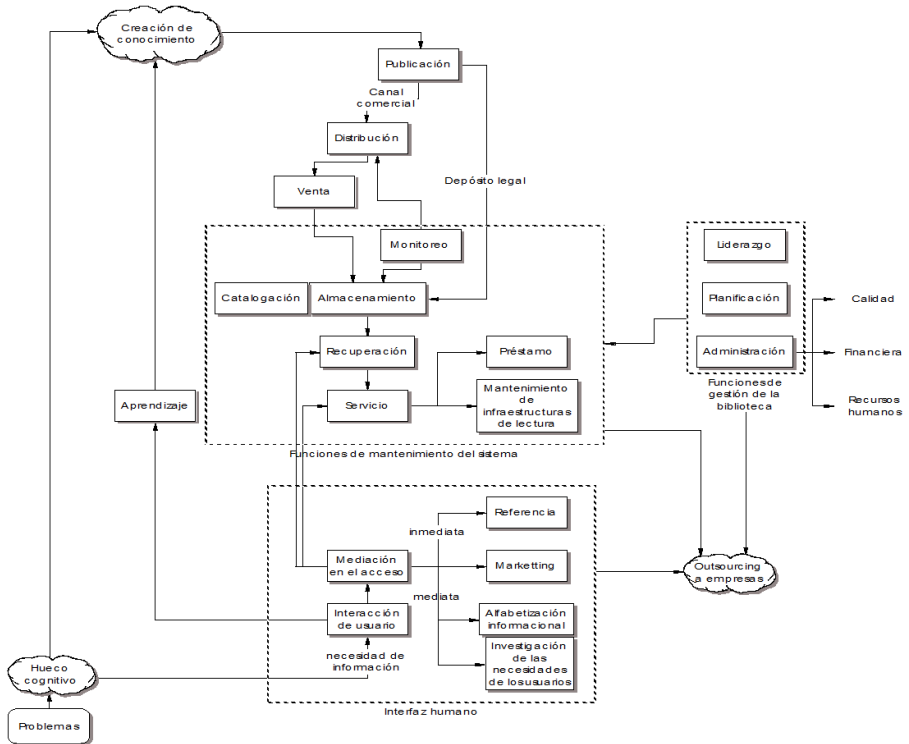 Creación de
conocimiento
Publicación
Canal
comercial
Distribución
Depósito legal
Venta
Monitoreo
Liderazgo
Catalogación
Almacenamiento
Planificación
Calidad
Recuperación
Préstamo
Administración
Financiera
Funciones de
gestión de la
biblioteca
Aprendizaje
Servicio
Mantenimiento
de
infraestructuras
de lectura
Recursos
humanos
Funciones de mantenimiento del sistema
Referencia
inmediata
Mediación
en el acceso
Marketting
Outsourcing
a empresas
mediata
Interacción
de usuario
Alfabetización
informacional
necesidad de
información
Investigación
de las
necesidades
de losusuarios
Hueco
cognitivo
Interfaz humano
Problemas